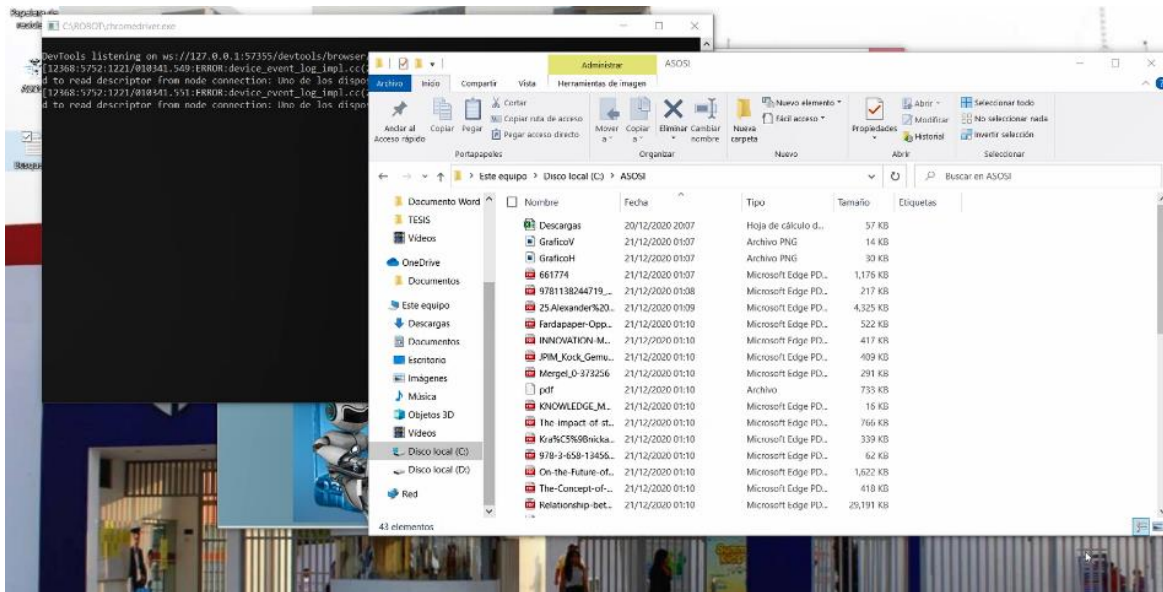 C:\ROBOT\chromedriver.exe
DevTools listening on ws://127.0.0.1:57355/devtools/browser
[12368:5752:1221/010341.549:ERROR:device_event_log_impl.cc(
d to read descriptor from node connection: Uno de los dispo
[12368:5752:1221/010341.551:ERROR:device_event_log_impl.cc(
d to read descriptor from node connection: Uno de los dispo
Administrar ASOSI
Archivo Inicio Compartir Vista Herramientas de imagen
Anclar al Acceso rápido
Copiar
Pegar
Cortar
Copiar ruta de acceso
Pegar acceso directo
Mover a
Copiar a
Eliminar
Cambiar nombre
Nueva carpeta
Nuevo elemento
Fácil acceso
Propiedades
Abrir
Modificar
Historial
Seleccionar todo
No seleccionar nada
Invertir selección
Portapapeles Organizar Nuevo Abrir Seleccionar
> Este equipo > Disco local (C:) > ASOSI
Buscar en ASOSI
Documento Word
TESIS
Vídeos
OneDrive
Documentos
Este equipo
Descargas
Documentos
Escritorio
Imágenes
Música
Objetos 3D
Vídeos
Disco local (C:)
Disco local (D:)
Red
Nombre Fecha Tipo Tamaño Etiquetas
Descargas 20/12/2020 20:07 Hoja de cálculo d... 57 KB
GraficoV 21/12/2020 01:07 Archivo PNG 14 KB
GraficoH 21/12/2020 01:07 Archivo PNG 30 KB
661774 21/12/2020 01:07 Microsoft Edge PD... 1,176 KB
9781138244719_... 21/12/2020 01:08 Microsoft Edge PD... 217 KB
25.Alexander%20... 21/12/2020 01:09 Microsoft Edge PD... 4,325 KB
Fardapaper-Opp... 21/12/2020 01:10 Microsoft Edge PD... 522 KB
INNOVATION-M... 21/12/2020 01:10 Microsoft Edge PD... 417 KB
JPIM_Kock_Gemu... 21/12/2020 01:10 Microsoft Edge PD... 409 KB
Mergel_0-373256 21/12/2020 01:10 Microsoft Edge PD... 291 KB
pdf 21/12/2020 01:10 Archivo 733 KB
KNOWLEDGE_M... 21/12/2020 01:10 Microsoft Edge PD... 16 KB
The-impact-of-st... 21/12/2020 01:10 Microsoft Edge PD... 766 KB
Kra%C5%9Bnicka... 21/12/2020 01:10 Microsoft Edge PD... 339 KB
978-3-658-13456... 21/12/2020 01:10 Microsoft Edge PD... 62 KB
On-the-Future-of... 21/12/2020 01:10 Microsoft Edge PD... 1,622 KB
The-Concept-of-... 21/12/2020 01:10 Microsoft Edge PD... 418 KB
Relationship-bet... 21/12/2020 01:10 Microsoft Edge PD... 29,191 KB
43 elementos